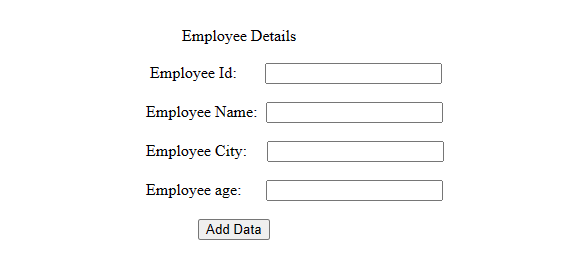 Employee Details
Employee Id:
Employee Name:
Employee City:
Employee age:
Add Data